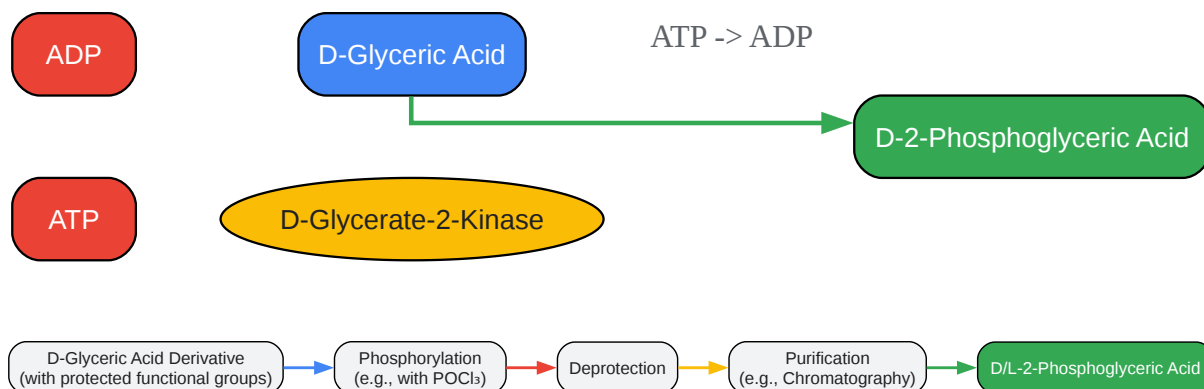 ADP
D-Glyceric Acid
ATP -> ADP
D-2-Phosphoglyceric Acid
ATP
D-Glycerate-2-Kinase
D-Glyceric Acid Derivative
(with protected functional groups)
Phosphorylation
(e.g., with POCl₃)
Deprotection
Purification
(e.g., Chromatography)
D/L-2-Phosphoglyceric Acid